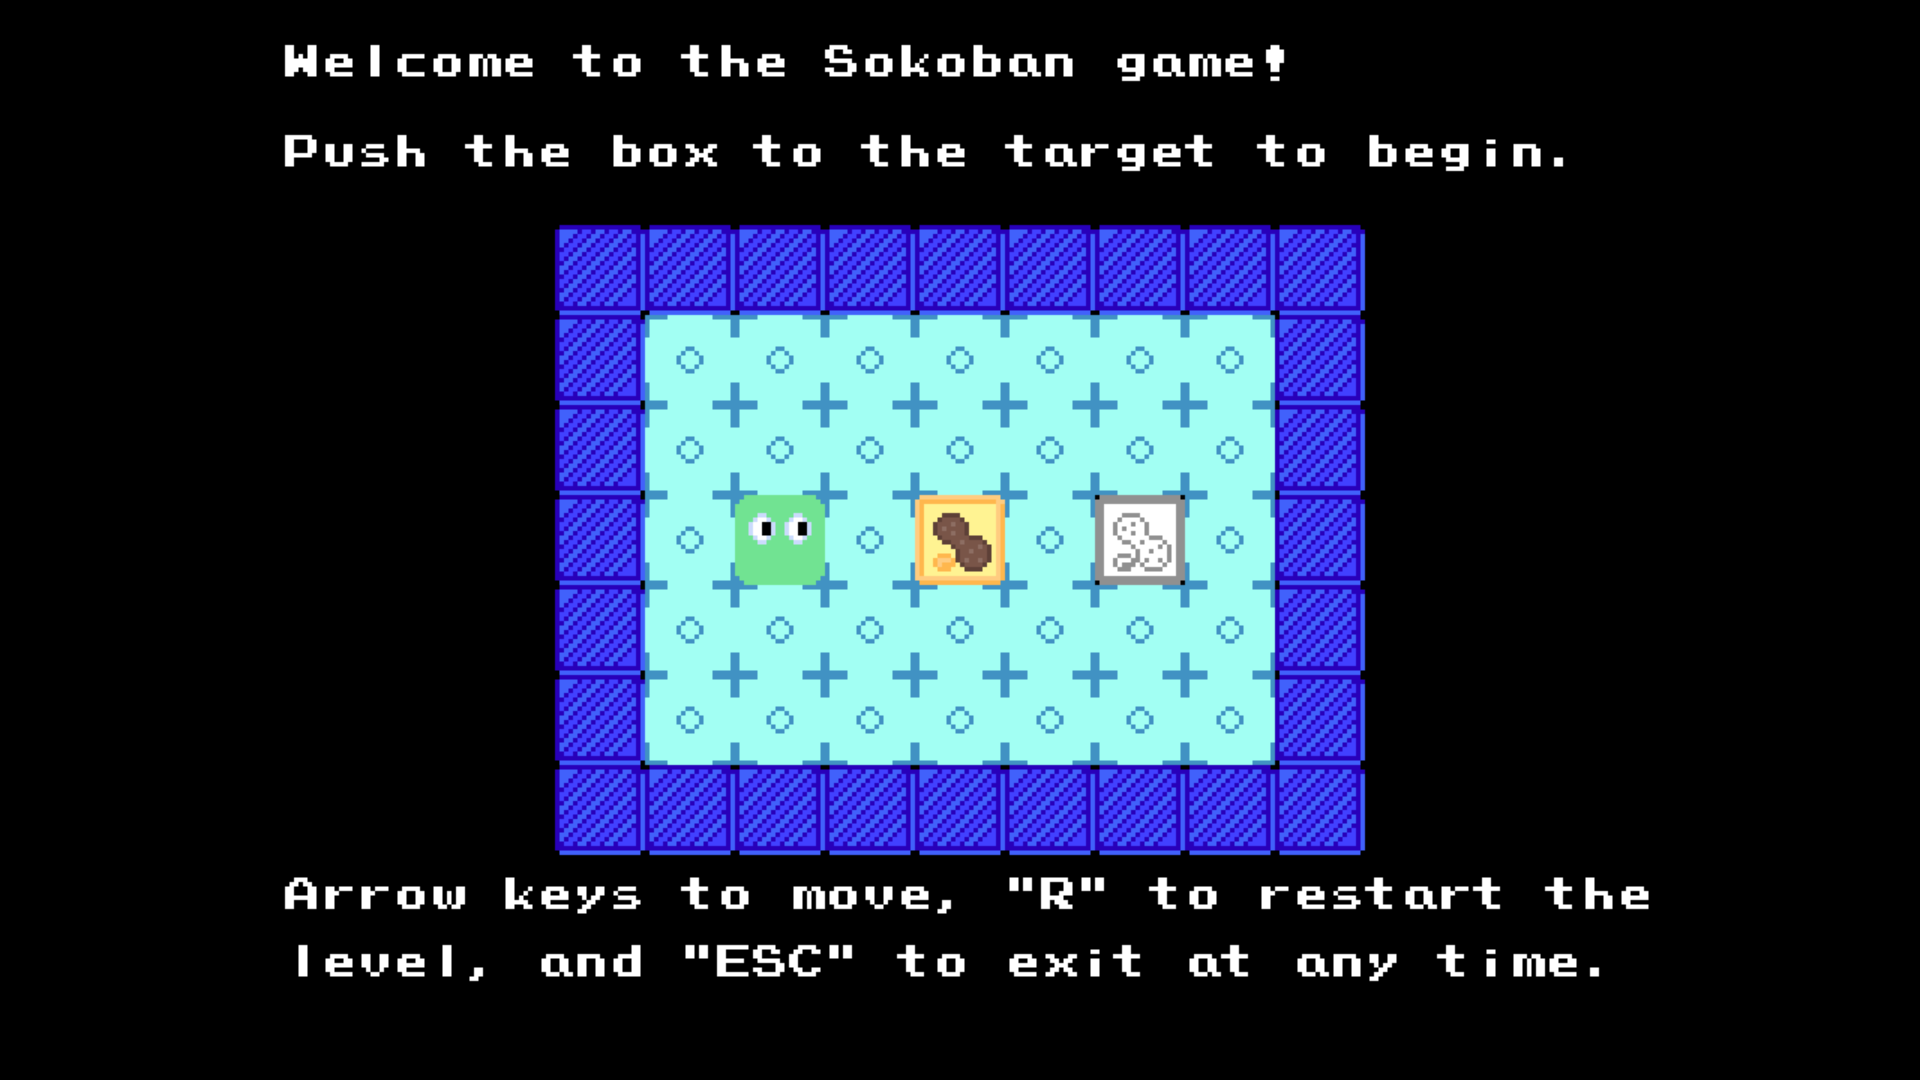 Welcome to the Sokoban game!
Push the box to the target to begin.
Arrow keys to move, "R" to restart the
level, and "ESC" to exit at any time.